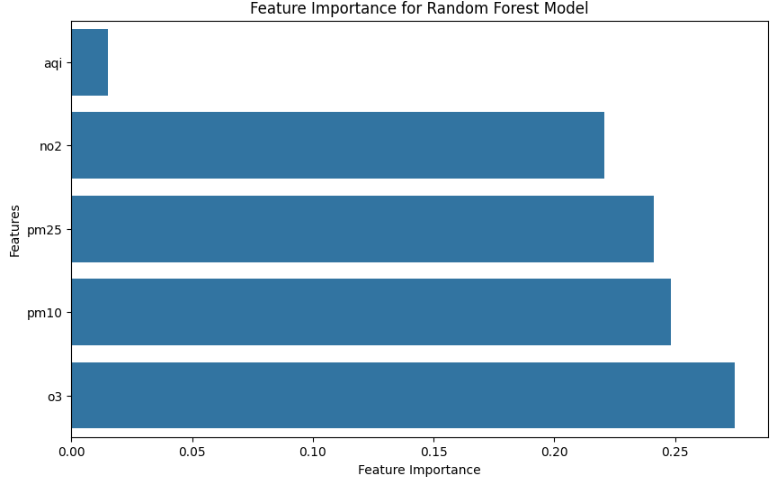 Feature Importance for Random Forest Model
aqi
no2
pm25
pm10
o3
Features
0.00 0.05 0.10 0.15 0.20 0.25
Feature Importance